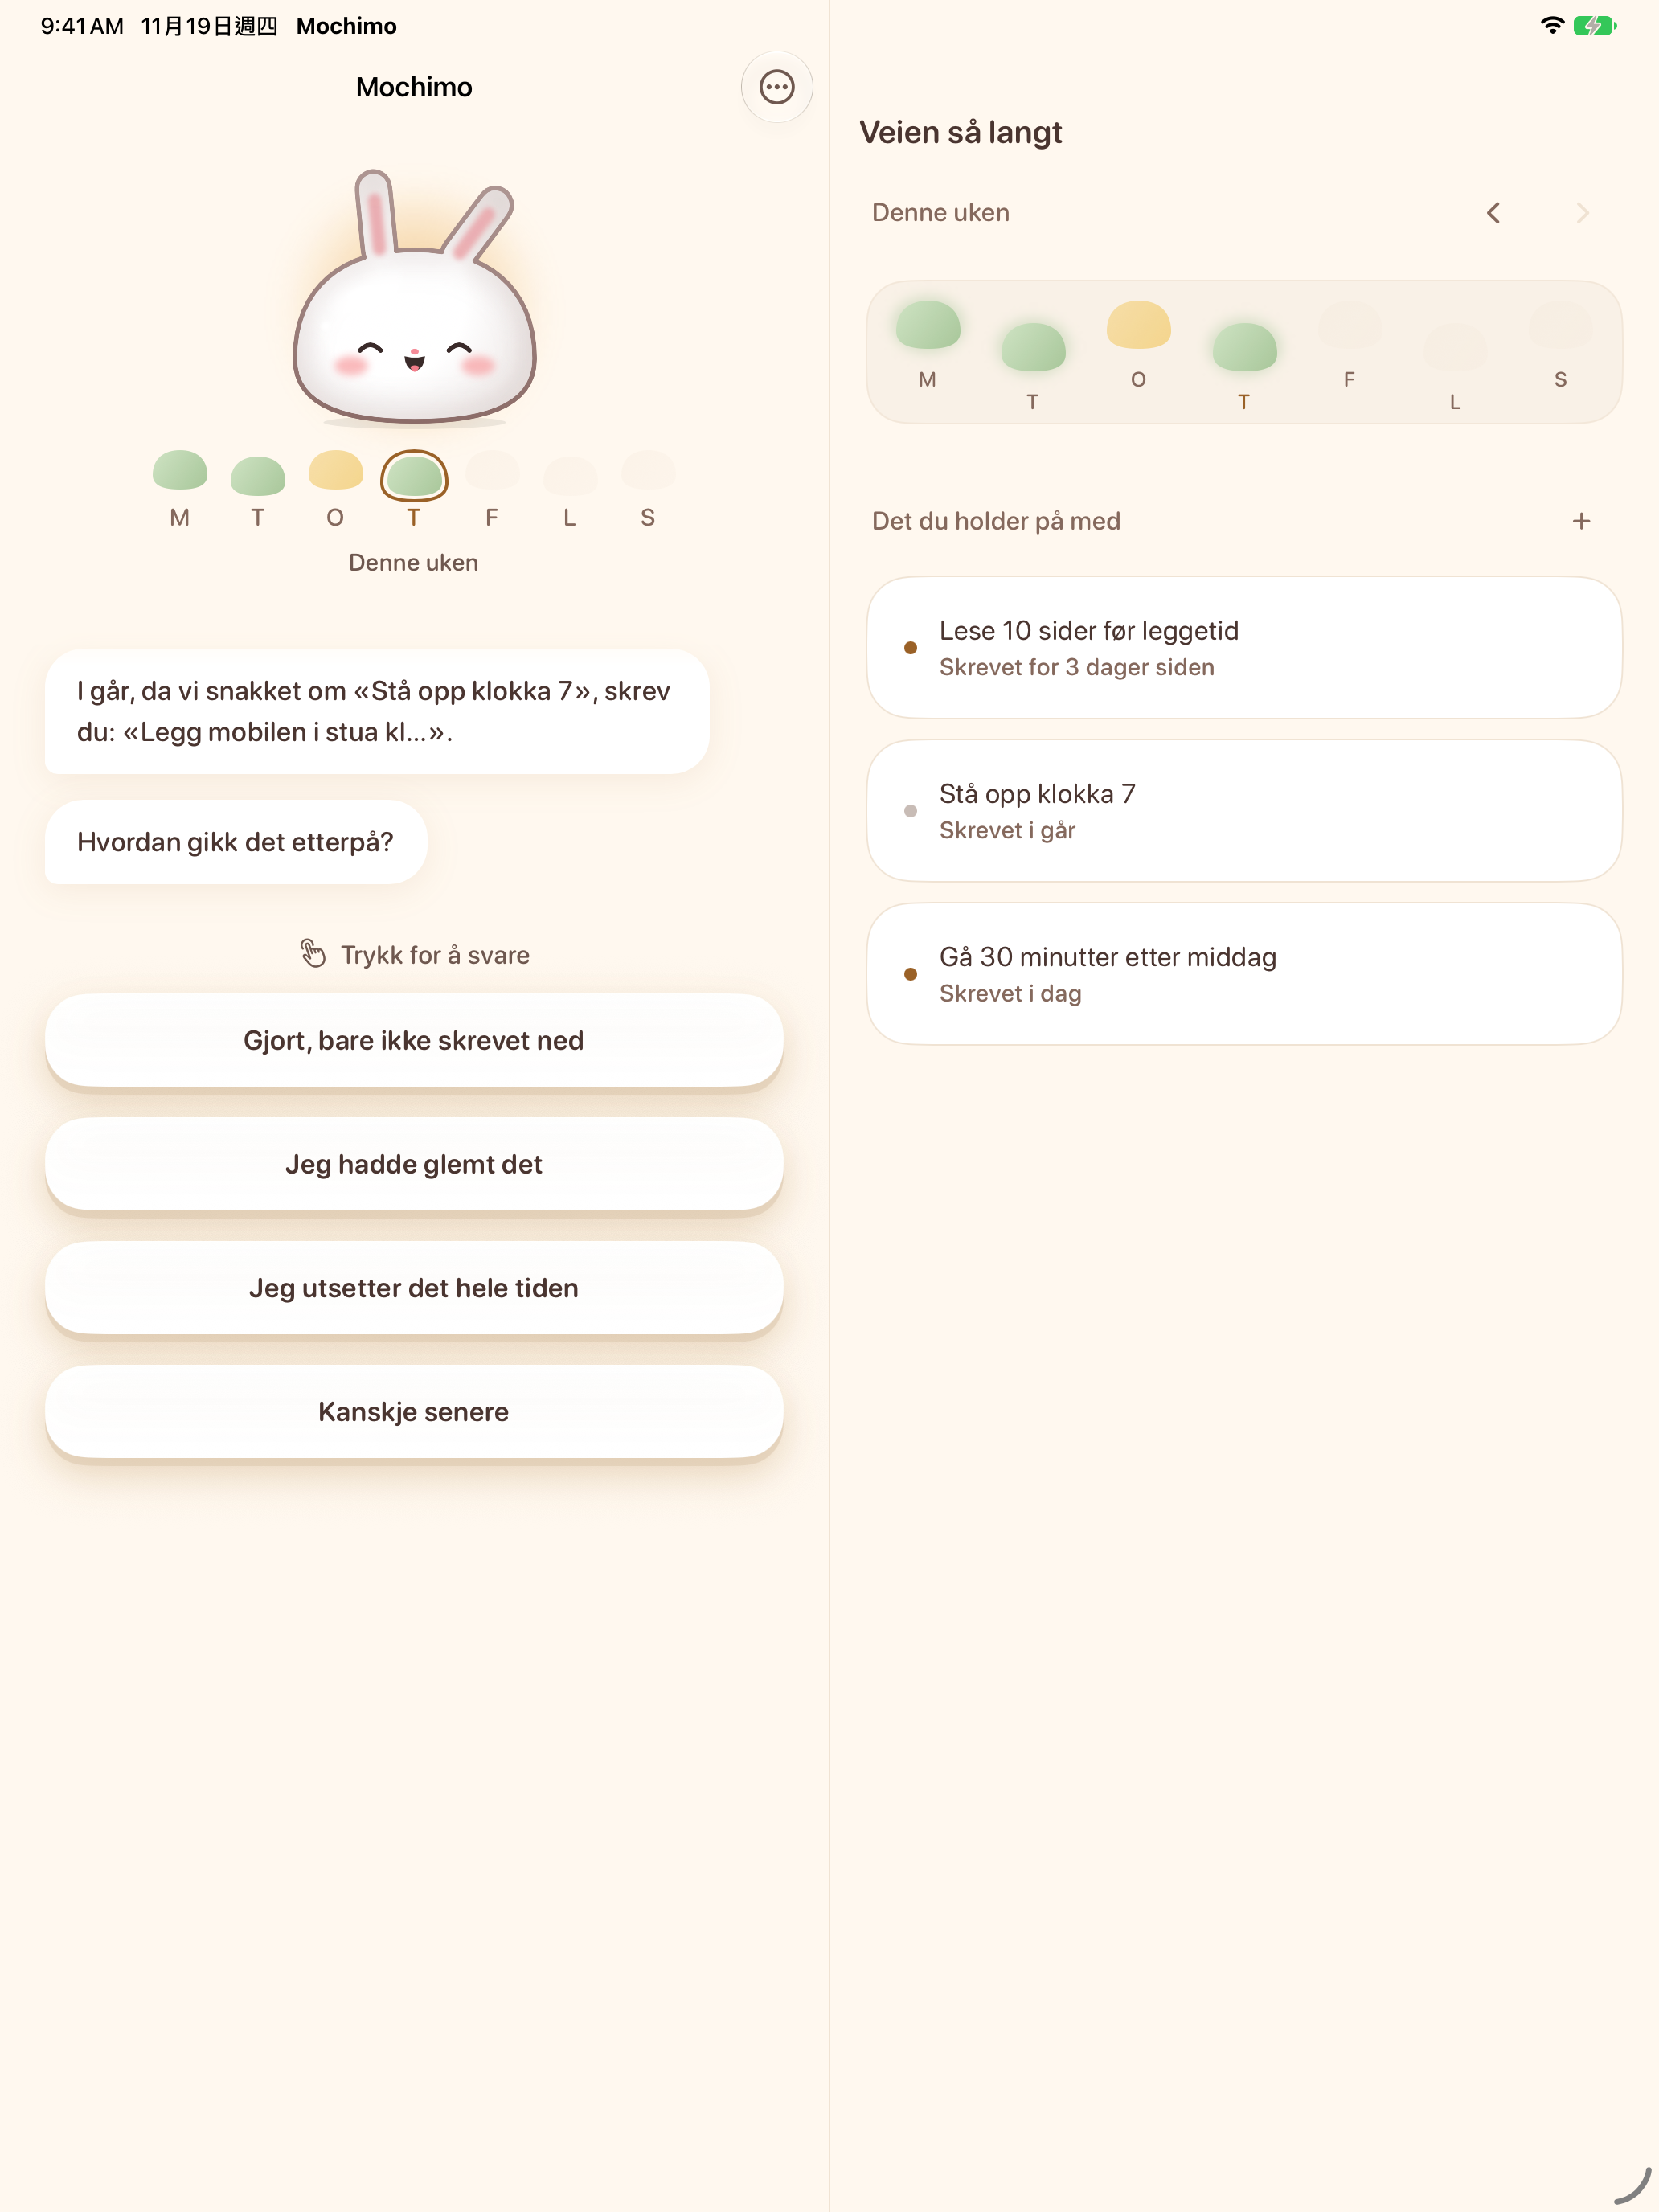 9:41 AM 11月19日週四 Mochimo
Mochimo
M T O T F L S
Denne uken
I går, da vi snakket om «Stå opp klokka 7», skrev
du: «Legg mobilen i stua kl...».
Hvordan gikk det etterpå?
Trykk for å svare
Gjort, bare ikke skrevet ned
Jeg hadde glemt det
Jeg utsetter det hele tiden
Kanskje senere
Veien så langt
Denne uken
M T O T F L S
Det du holder på med
Lese 10 sider før leggetid
Skrevet for 3 dager siden
Stå opp klokka 7
Skrevet i går
Gå 30 minutter etter middag
Skrevet i dag